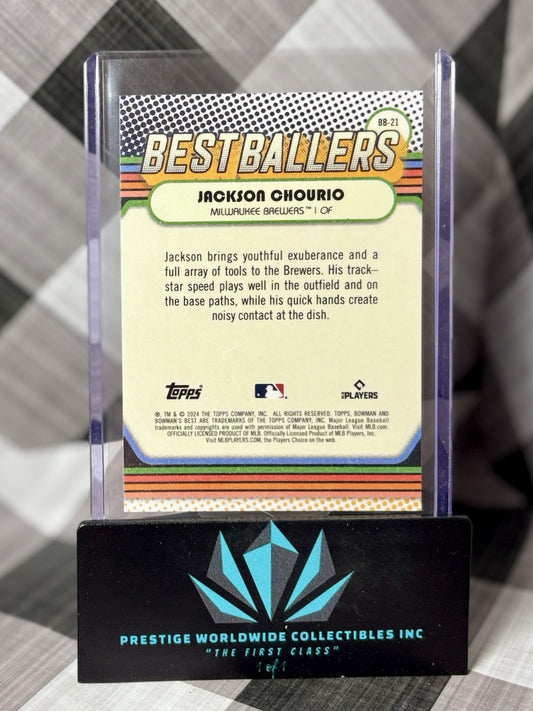 BB-21
BEST BALLERS
JACKSON CHOURIO
MILWAUKEE BREWERS™ | OF
Jackson brings youthful exuberance and a
full array of tools to the Brewers. His track–
star speed plays well in the outfield and on
the base paths, while his quick hands create
noisy contact at the dish.
Topps
MLB PLAYERS
®, TM & © 2024 THE TOPPS COMPANY, INC. ALL RIGHTS RESERVED. TOPPS, BOWMAN AND
BOWMAN'S BEST ARE TRADEMARKS OF THE TOPPS COMPANY, INC. Major League Baseball
trademarks and copyrights are used with permission of Major League Baseball. Visit MLB.com.
OFFICIALLY LICENSED PRODUCT OF MLB Players, Inc.
Visit MLBPLAYERS.COM, the Players Choice on the web.
PRESTIGE WORLDWIDE COLLECTIBLES INC
"THE FIRST CLASS"
1 of 1